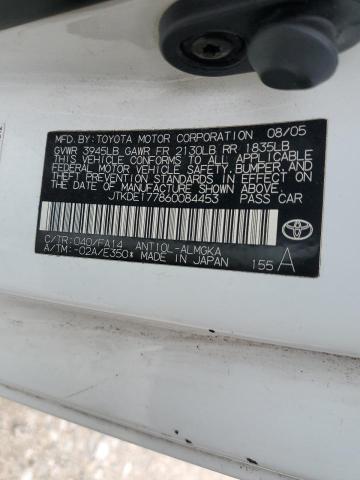 MFD. BY: TOYOTA MOTOR CORPORATION 08/05
GVWR 3945LB GAWR FR 2130LB RR 1835LB
THIS VEHICLE CONFORMS TO ALL APPLICABLE
FEDERAL MOTOR VEHICLE SAFETY, BUMPER, AND
THEFT PREVENTION STANDARDS IN EFFECT ON
THE DATE OF MANUFACTURE SHOWN ABOVE.
JTKDE177860084453 PASS CAR
C/TR: 040/FA14 ANT10L-ALMGKA
A/TM: -02A/E350* MADE IN JAPAN 155 A
TOYOTA